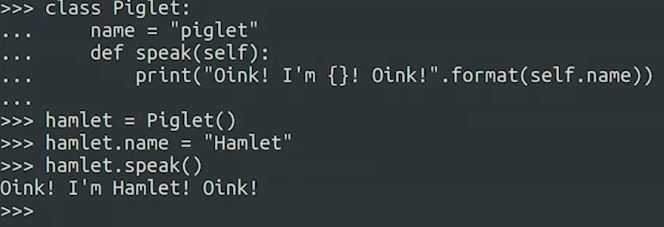 >>> class Piglet:
...     name = "piglet"
...     def speak(self):
...         print("Oink! I'm {}! Oink!".format(self.name))
...
>>> hamlet = Piglet()
>>> hamlet.name = "Hamlet"
>>> hamlet.speak()
Oink! I'm Hamlet! Oink!
>>>